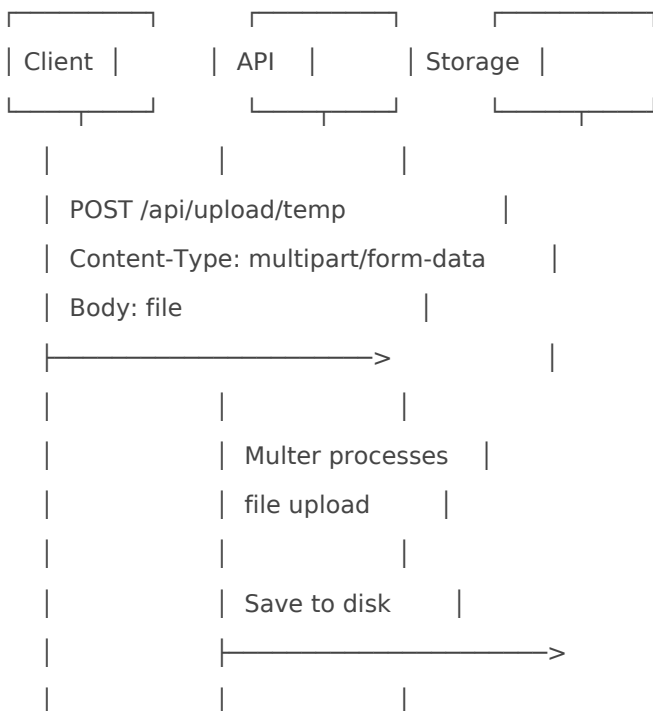 Client API Storage
POST /api/upload/temp
Content-Type: multipart/form-data
Body: file
Multer processes
file upload
Save to disk